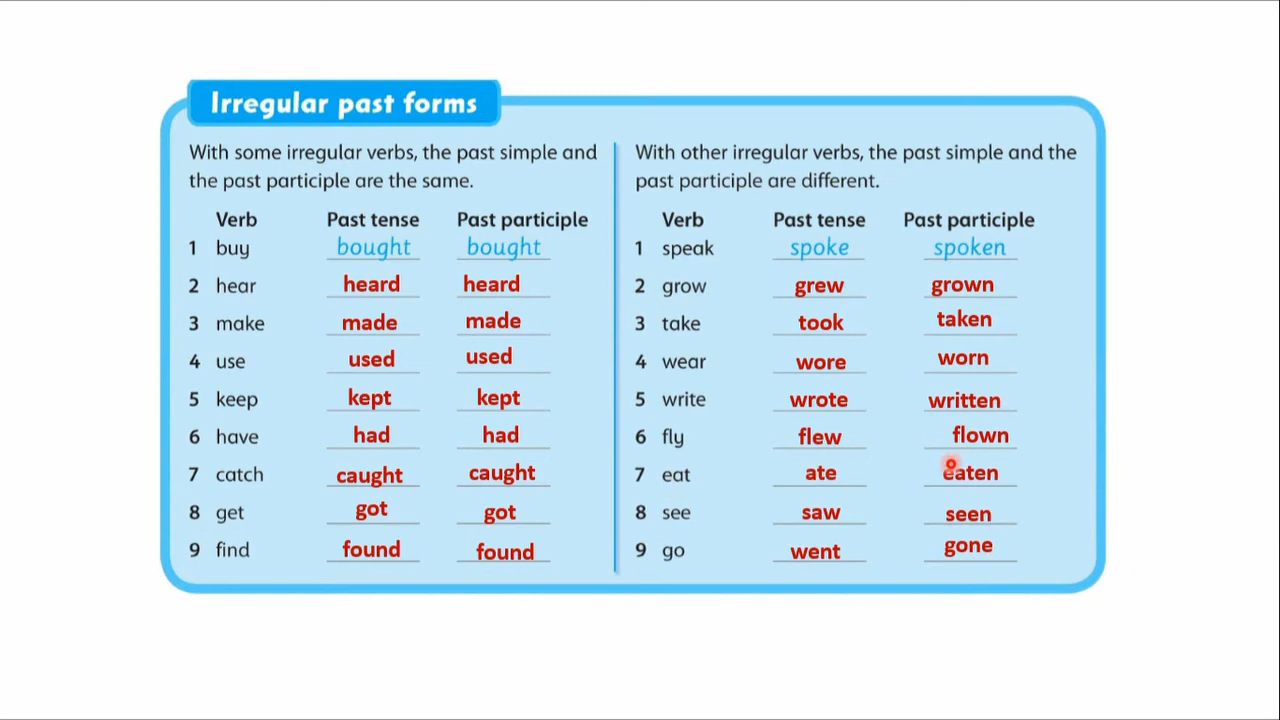 Irregular past forms
With some irregular verbs, the past simple and
the past participle are the same.
Verb Past tense Past participle
1 buy bought bought
2 hear heard heard
3 make made made
4 use used used
5 keep kept kept
6 have had had
7 catch caught caught
8 get got got
9 find found found
With other irregular verbs, the past simple and the
past participle are different.
Verb Past tense Past participle
1 speak spoke spoken
2 grow grew grown
3 take took taken
4 wear wore worn
5 write wrote written
6 fly flew flown
7 eat ate eaten
8 see saw seen
9 go went gone